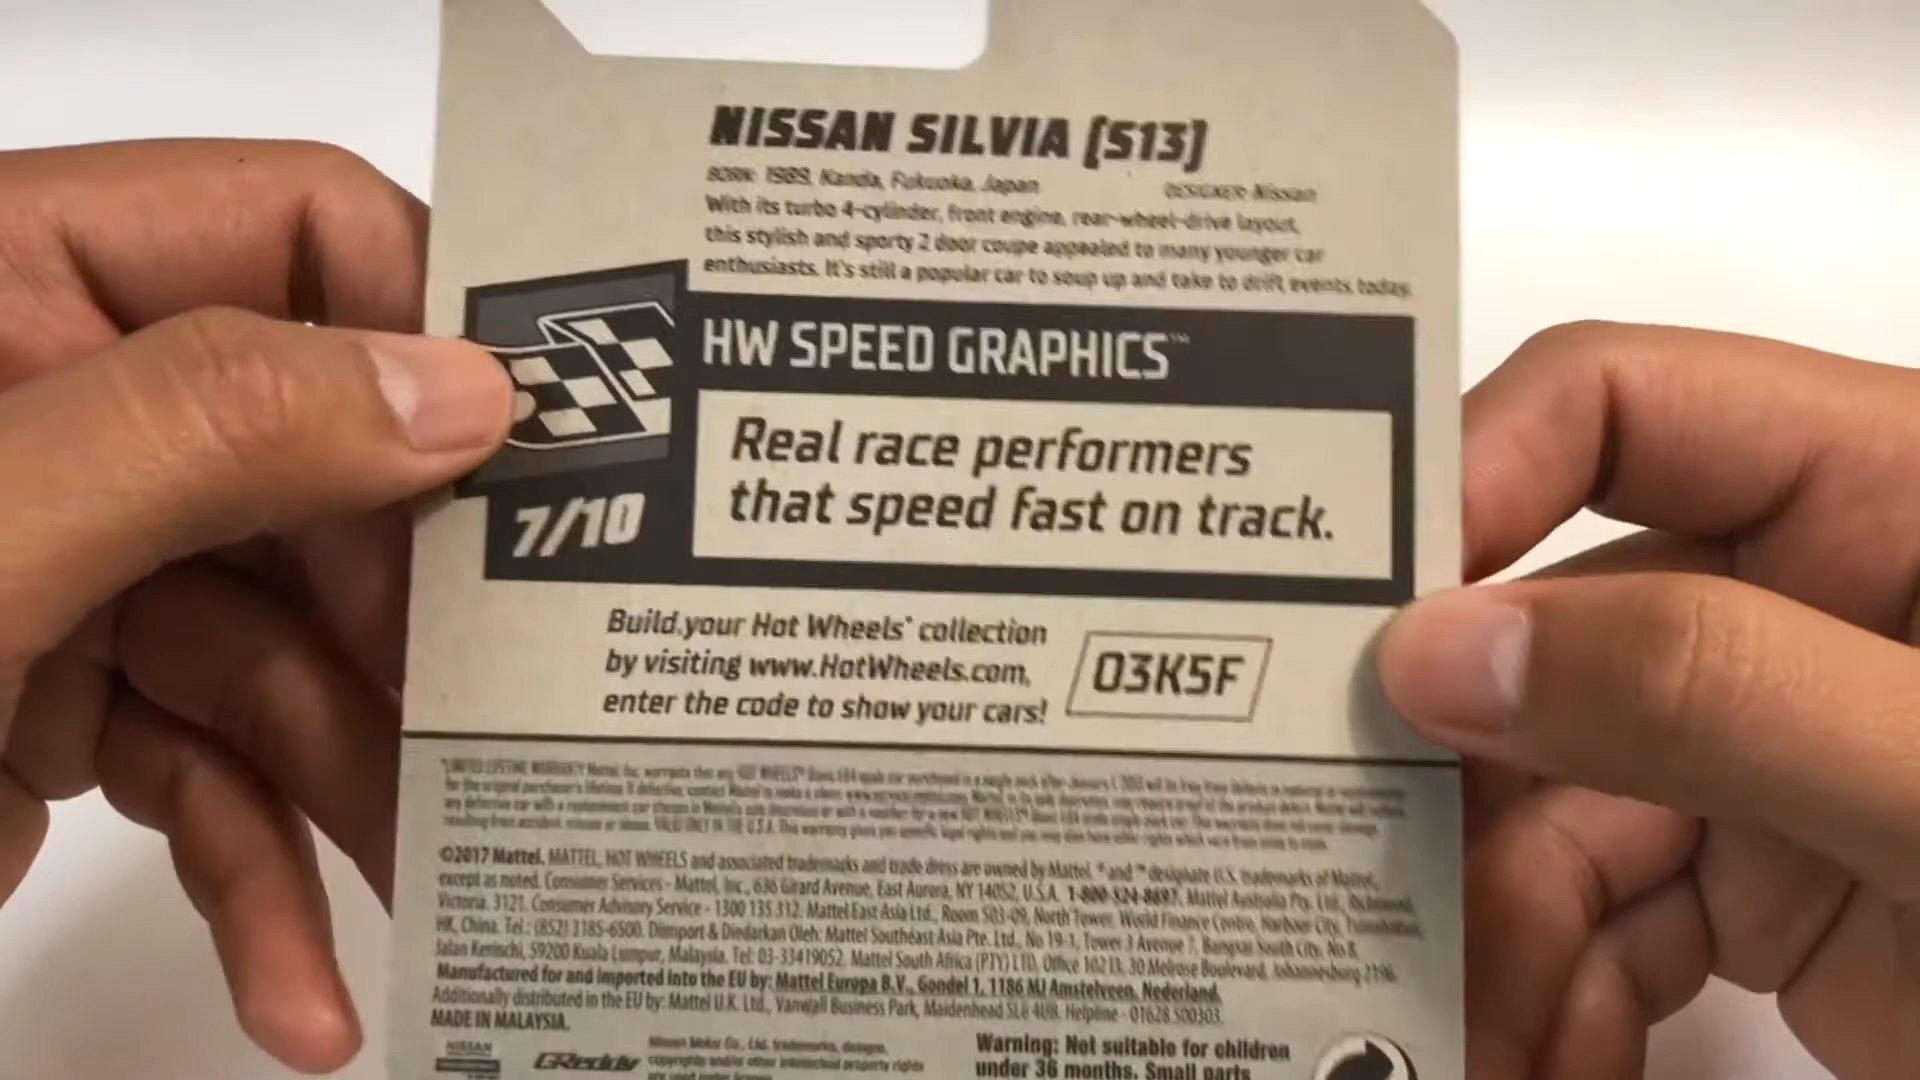 NISSAN SILVIA (S13)
BORN: 1989, Kanda, Fukuoka, Japan DESIGNER: Nissan
With its turbo 4-cylinder, front engine, rear-wheel-drive layout,
this stylish and sporty 2 door coupe appealed to many younger car
enthusiasts. It's still a popular car to soup up and take to drift events today.
HW SPEED GRAPHICS™
Real race performers
that speed fast on track.
7/10
Build.your Hot Wheels® collection
by visiting www.HotWheels.com,
enter the code to show your cars!
03K5F
©2017 Mattel. MATTEL, HOT WHEELS and associated trademarks and trade dress are owned by Mattel. ® and ™ designate U.S. trademarks of Mattel,
except as noted. Consumer Services - Mattel, Inc., 636 Girard Avenue, East Aurora, NY 14052, U.S.A. 1-800-524-8697. Mattel Australia Pty. Ltd., Richmond,
Victoria. 3121. Consumer Advisory Service - 1300 135 312. Mattel East Asia Ltd., Room 503-09, North Tower, World Finance Centre, Harbour City, Tsimshatsui,
HK, China. Tel.: (852) 3185-6500. Diimport & Diedarkan Oleh: Mattel Southeast Asia Pte. Ltd., No 19-1, Tower 3 Avenue 7, Bangsar South City, No 8,
Jalan Kerinchi, 59200 Kuala Lumpur, Malaysia. Tel: 03-33419052. Mattel South Africa (PTY) LTD, Office 102 13, 30 Melrose Boulevard, Johannesburg 2196.
Manufactured for and imported into the EU by: Mattel Europa B.V., Gondel 1, 1186 MJ Amstelveen, Nederland.
Additionally distributed in the EU by: Mattel U.K. Ltd., Vanwall Business Park, Maidenhead SL6 4UB. Helpline - 01628 500303.
MADE IN MALAYSIA.
NISSAN
GReddy
Nissan Motor Co., Ltd. trademarks, designs,
copyrights and/or other intellectual property rights
are used under license
Warning: Not suitable for children
under 36 months. Small parts